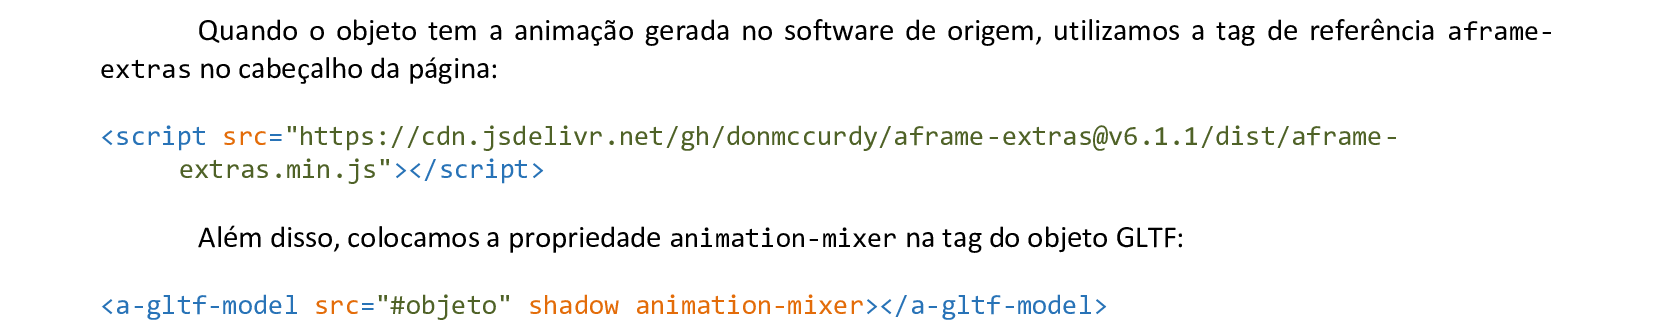 Quando o objeto tem a animação gerada no software de origem, utilizamos a tag de referência aframe-
extras no cabeçalho da página:
<script src="https://cdn.jsdelivr.net/gh/donmccurdy/aframe-extras@v6.1.1/dist/aframe-
extras.min.js"></script>
Além disso, colocamos a propriedade animation-mixer na tag do objeto GLTF:
<a-gltf-model src="#objeto" shadow animation-mixer></a-gltf-model>